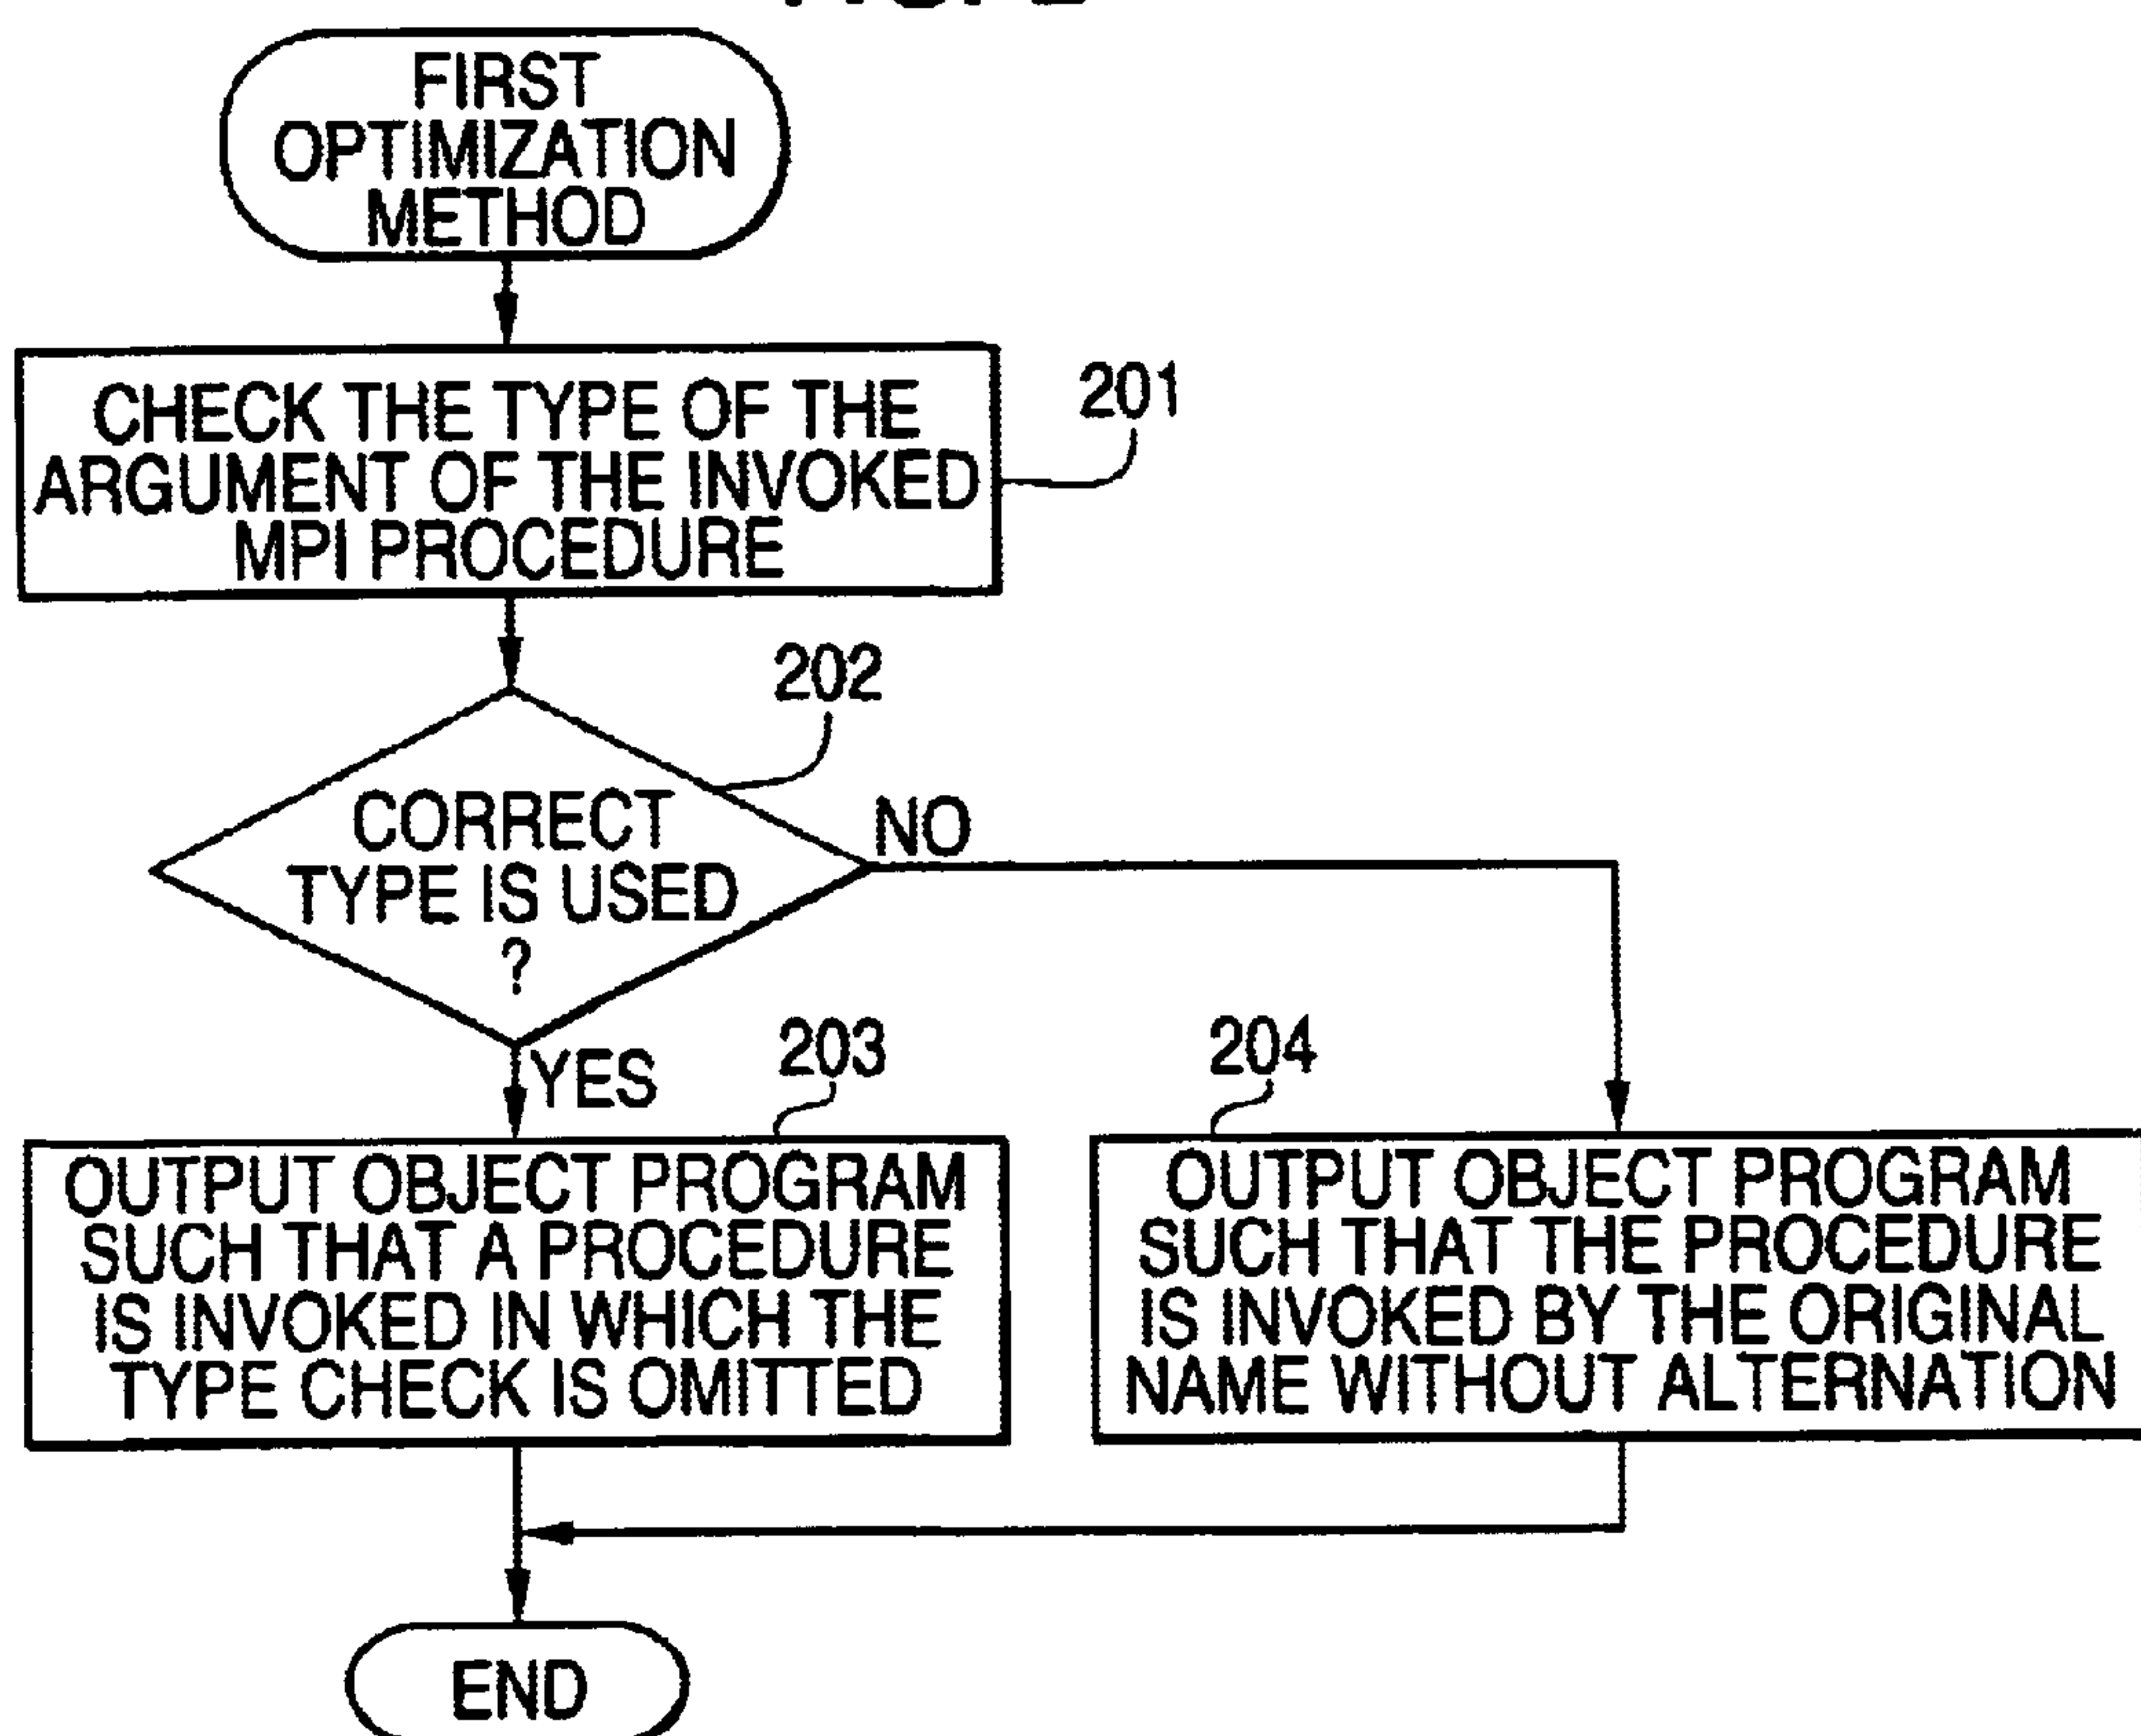 FIRST
OPTIMIZATION
METHOD
CHECK THE TYPE OF THE
ARGUMENT OF THE INVOKED
MPI PROCEDURE
201
202
CORRECT
TYPE IS USED
?
NO
YES
203
204
OUTPUT OBJECT PROGRAM
SUCH THAT A PROCEDURE
IS INVOKED IN WHICH THE
TYPE CHECK IS OMITTED
OUTPUT OBJECT PROGRAM
SUCH THAT THE PROCEDURE
IS INVOKED BY THE ORIGINAL
NAME WITHOUT ALTERNATION
END